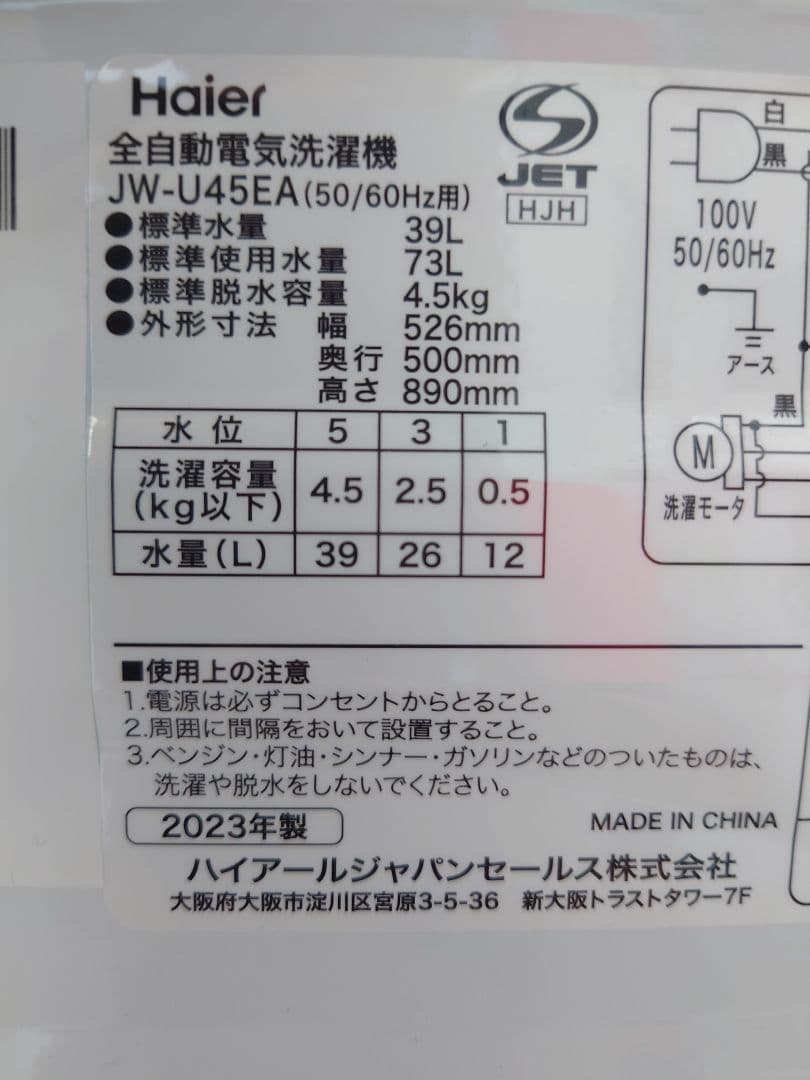 Haier
全自動電気洗濯機
JW-U45EA(50/60Hz用)
●標準水量 39L
●標準使用水量 73L
●標準脱水容量 4.5kg
●外形寸法 幅 526mm
奥行 500mm
高さ 890mm
JET
HJH
水位 5 3 1
洗濯容量 (kg以下) 4.5 2.5 0.5
水量(L) 39 26 12
白
黒
100V
50/60Hz
アース
黒
M
洗濯モータ
■使用上の注意
1.電源は必ずコンセントからとること。
2.周囲に間隔をおいて設置すること。
3.ベンジン・灯油・シンナー・ガソリンなどのついたものは、
洗濯や脱水をしないでください。
2023年製
MADE IN CHINA
ハイアールジャパンセールス株式会社
大阪府大阪市淀川区宮原3-5-36 新大阪トラストタワー7F